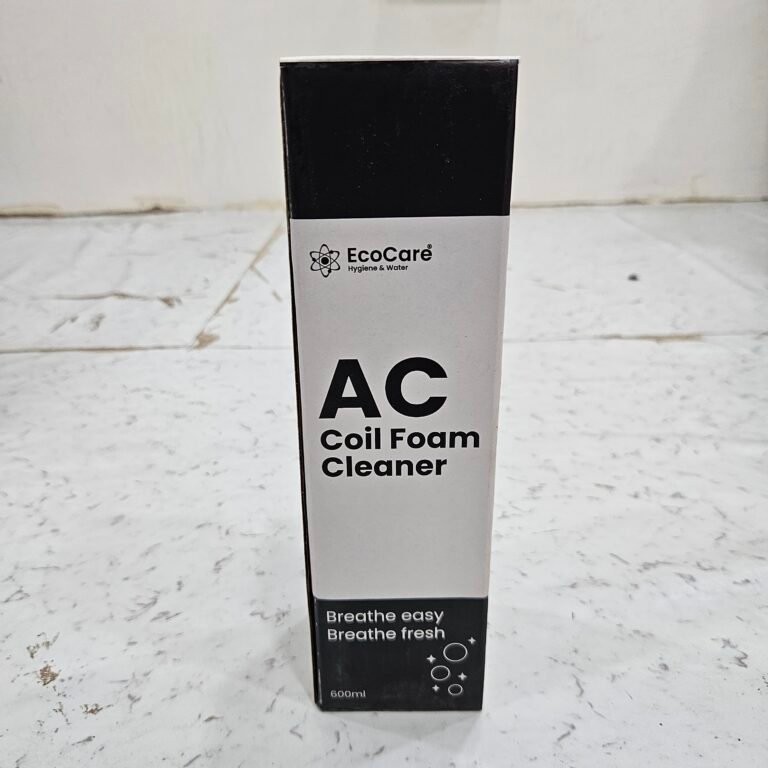 EcoCare®
Hygiene & Water
AC
Coil Foam
Cleaner
Breathe easy
Breathe fresh
600ml